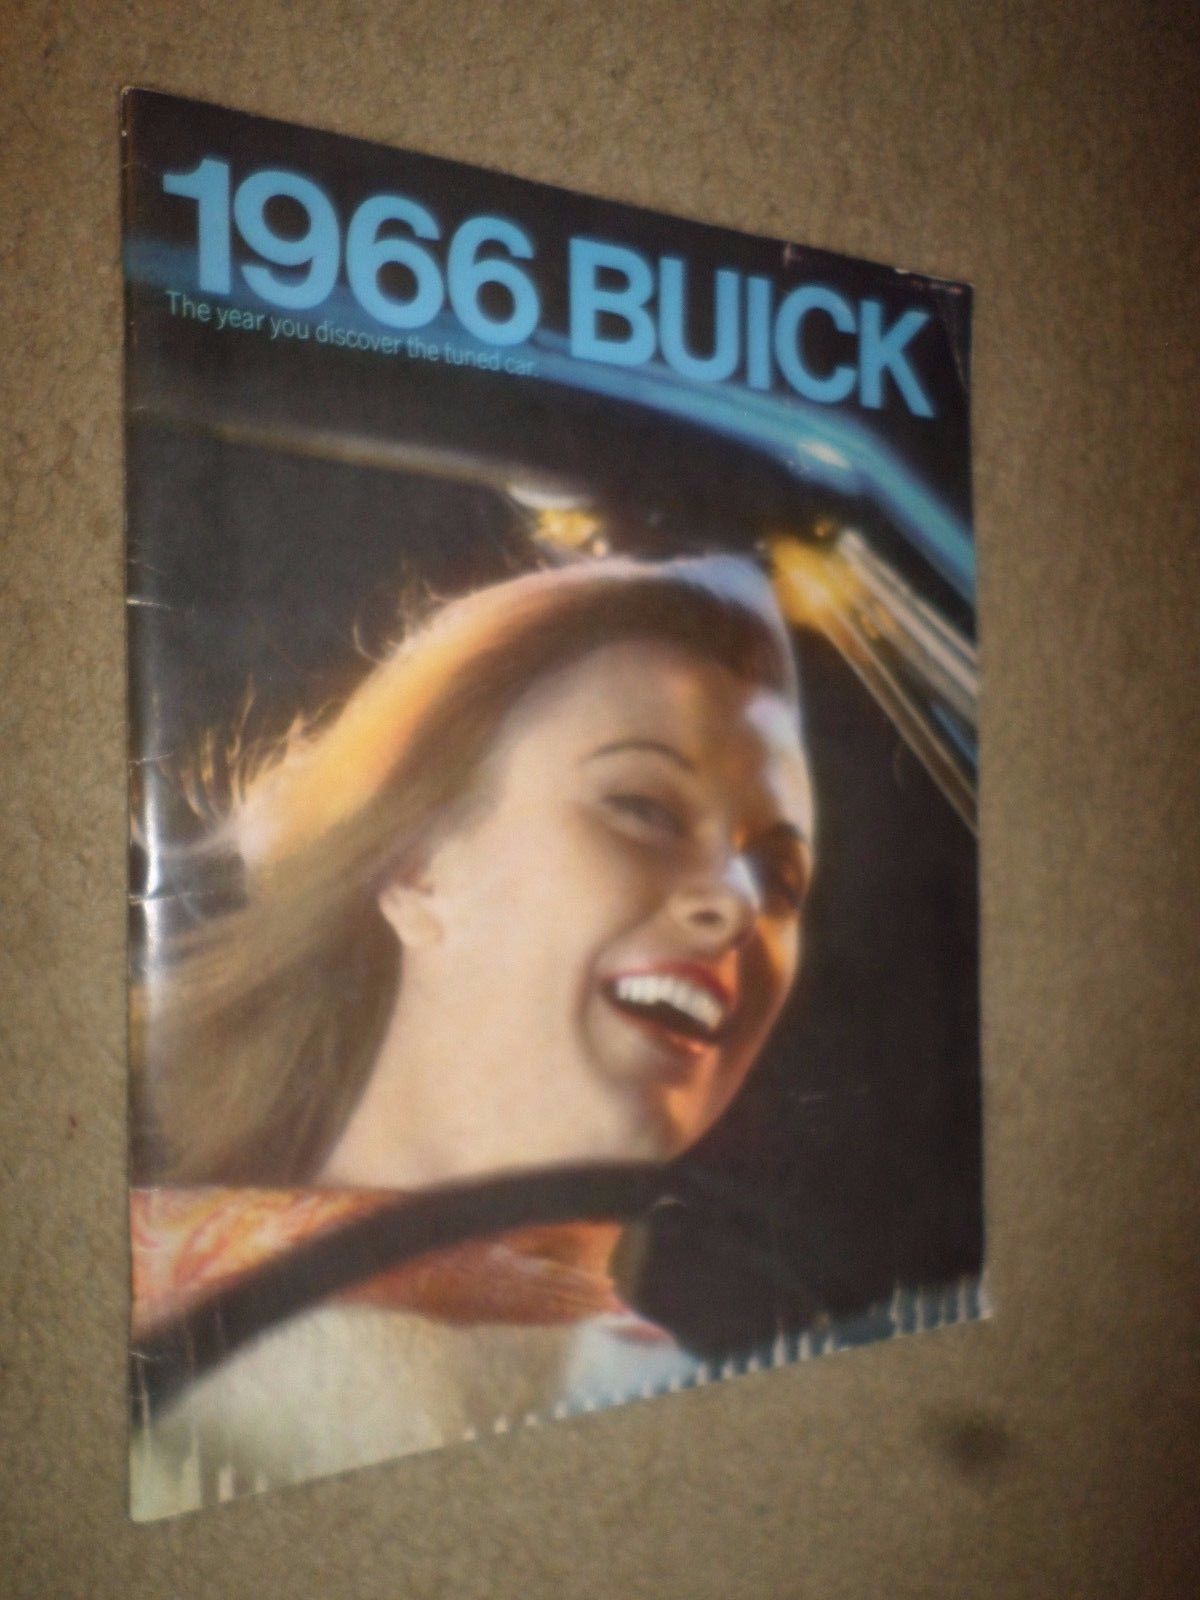 1966 BUICK
The year you discover the tuned car.